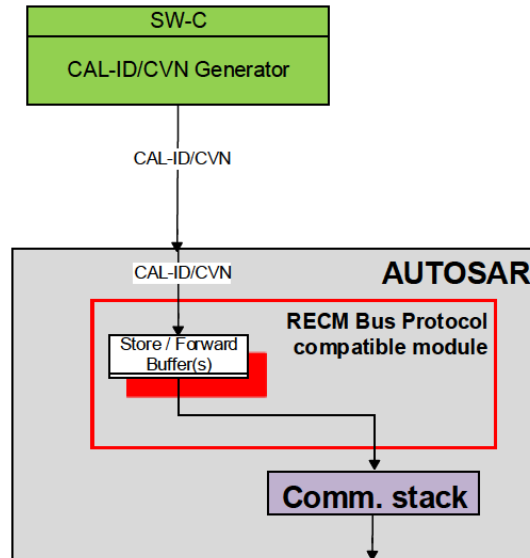 SW-C
CAL-ID/CVN Generator
CAL-ID/CVN
CAL-ID/CVN
AUTOSAR
RECM Bus Protocol
compatible module
Store / Forward
Buffer(s)
Comm. stack